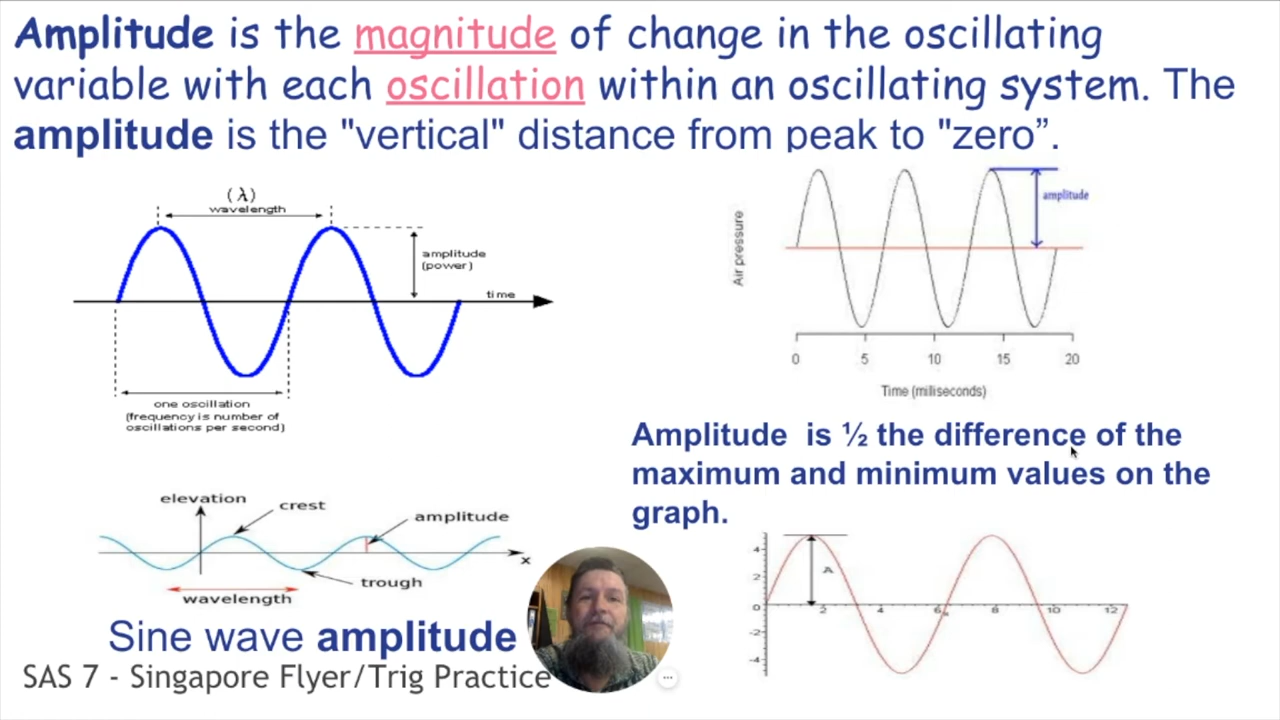 Amplitude is the magnitude of change in the oscillating
variable with each oscillation within an oscillating system. The
amplitude is the "vertical" distance from peak to "zero”.
(λ)
wavelength
amplitude
(power)
time
one oscillation
(frequency is number of
oscillations per second)
amplitude
Air pressure
0 5 10 15 20
Time (milliseconds)
Amplitude is ½ the difference of the
maximum and minimum values on the
graph.
elevation
crest
amplitude
x
trough
wavelength
4
2
0
-2
-4
A
2 4 6 8 10 12
Sine wave amplitude
SAS 7 - Singapore Flyer/Trig Practice